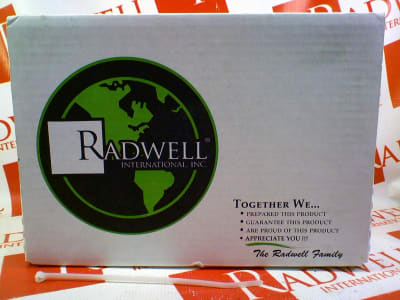 RADWELL®
INTERNATIONAL, INC.
TOGETHER WE...
• PREPARED THIS PRODUCT
• GUARANTEE THIS PRODUCT
• ARE PROUD OF THIS PRODUCT
• APPRECIATE YOU !!!
The Radwell Family